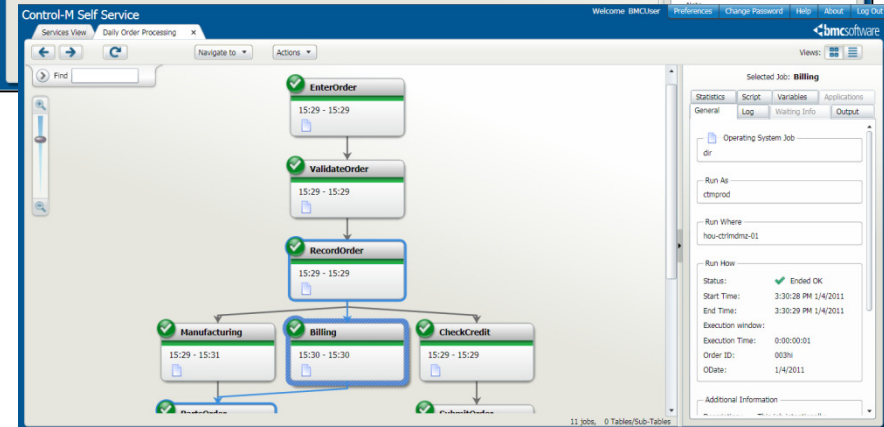 Control-M Self Service
Welcome BMCUser Preferences Change Password Help About Log Out
Services View Daily Order Processing ×
bmcsoftware
Navigate to Actions
Views:
Find
EnterOrder
15:29 - 15:29
ValidateOrder
15:29 - 15:29
RecordOrder
15:29 - 15:29
Manufacturing
15:29 - 15:31
Billing
15:30 - 15:30
CheckCredit
15:29 - 15:29
PartsOrder
SubmitOrder
11 jobs, 0 Tables/Sub-Tables
Selected Job: Billing
Statistics Script Variables Applications
General Log Waiting Info Output
Operating System Job
dir
Run As
ctmprod
Run Where
hou-ctrlmdmz-01
Run How
Status: Ended OK
Start Time: 3:30:28 PM 1/4/2011
End Time: 3:30:29 PM 1/4/2011
Execution window:
Execution Time: 0:00:00:01
Order ID: 003hi
ODate: 1/4/2011
Additional Information